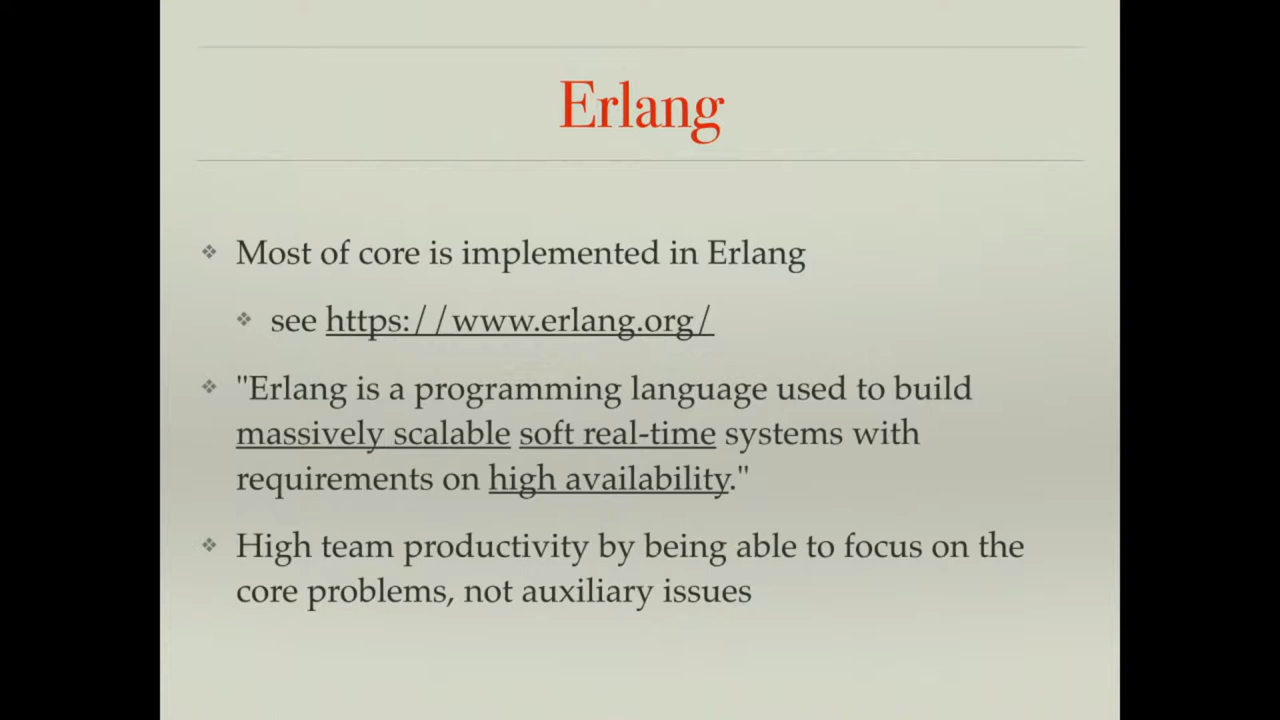 Erlang
Most of core is implemented in Erlang
see https://www.erlang.org/
"Erlang is a programming language used to build
massively scalable soft real-time systems with
requirements on high availability."
High team productivity by being able to focus on the
core problems, not auxiliary issues